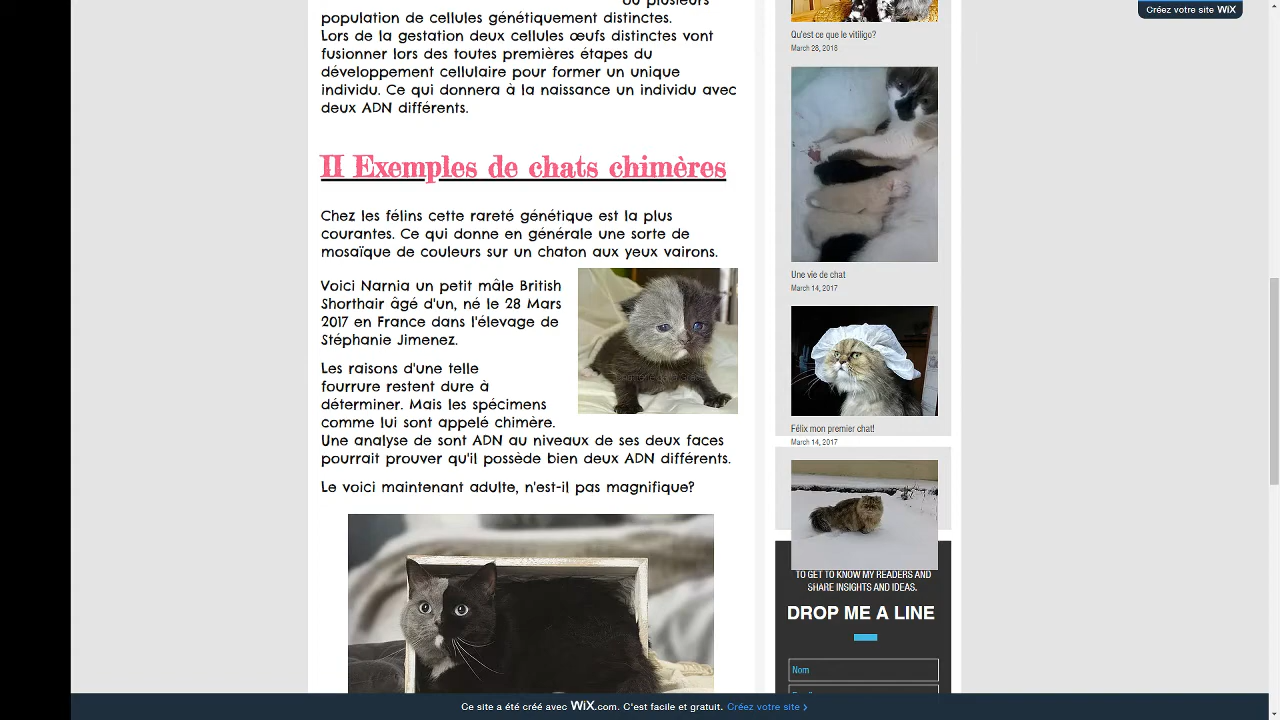 ou plusieurs
population de cellules génétiquement distinctes.
Lors de la gestation deux cellules œufs distinctes vont
fusionner lors des toutes premières étapes du
développement cellulaire pour former un unique
individu. Ce qui donnera à la naissance un individu avec
deux ADN différents.
II Exemples de chats chimères
Chez les félins cette rareté génétique est la plus
courantes. Ce qui donne en générale une sorte de
mosaïque de couleurs sur un chaton aux yeux vairons.
Voici Narnia un petit mâle British
Shorthair âgé d'un, né le 28 Mars
2017 en France dans l'élevage de
Stéphanie Jimenez.
Les raisons d'une telle
fourrure restent dure à
déterminer. Mais les spécimens
comme lui sont appelé chimère.
Une analyse de sont ADN au niveaux de ses deux faces
pourrait prouver qu'il possède bien deux ADN différents.
Le voici maintenant adulte, n'est-il pas magnifique?
Créez votre site WiX
Qu'est ce que le vitiligo?
March 28, 2018
Une vie de chat
March 14, 2017
Félix mon premier chat!
March 14, 2017
TO GET TO KNOW MY READERS AND
SHARE INSIGHTS AND IDEAS.
DROP ME A LINE
Nom
Ce site a été créé avec WiX.com. C'est facile et gratuit. Créez votre site >